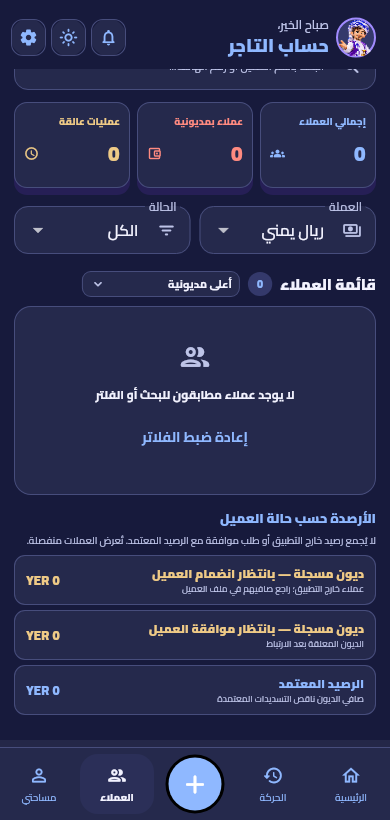 صباح الخير،
حساب التاجر
إجمالي العملاء
0
عملاء بمديونية
0
عمليات عالقة
0
العملة
ريال يمني
الحالة
الكل
قائمة العملاء
0
أعلى مديونية
لا يوجد عملاء مطابقون للبحث أو الفلتر
إعادة ضبط الفلاتر
الأرصدة حسب حالة العميل
لا يُجمع رصيد خارج التطبيق أو طلب موافقة مع الرصيد المعتمد. تُعرض العملات منفصلة.
ديون مسجلة — بانتظار انضمام العميل
YER 0
عملاء خارج التطبيق؛ راجع صافيهم في ملف العميل
ديون مسجلة — بانتظار موافقة العميل
YER 0
الديون المعلقة بعد الارتباط
الرصيد المعتمد
YER 0
صافي الديون ناقص التسديدات المعتمدة
الرئيسية
الحركة
العملاء
مساحتي